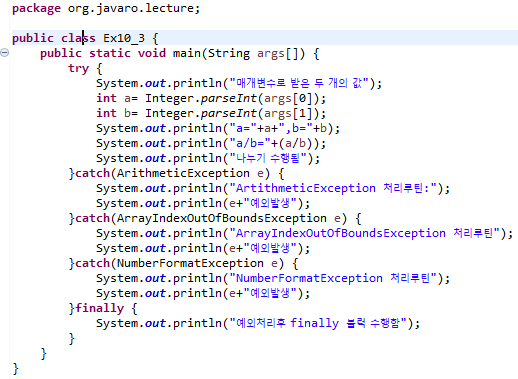 package org.javaro.lecture;
public class Ex10_3 {
public static void main(String args[]) {
try {
System.out.println("매개변수로 받은 두 개의 값");
int a= Integer.parseInt(args[0]);
int b= Integer.parseInt(args[1]);
System.out.println("a="+a+",b="+b);
System.out.println("a/b="+(a/b));
System.out.println("나누기 수행됨");
}catch(ArithmeticException e) {
System.out.println("ArtithmeticException 처리루틴:");
System.out.println(e+"예외발생");
}catch(ArrayIndexOutOfBoundsException e) {
System.out.println("ArrayIndexOutOfBoundsException 처리루틴");
System.out.println(e+"예외발생");
}catch(NumberFormatException e) {
System.out.println("NumberFormatException 처리루틴");
System.out.println(e+"예외발생");
}finally {
System.out.println("예외처리후 finally 블럭 수행함");
}
}
}